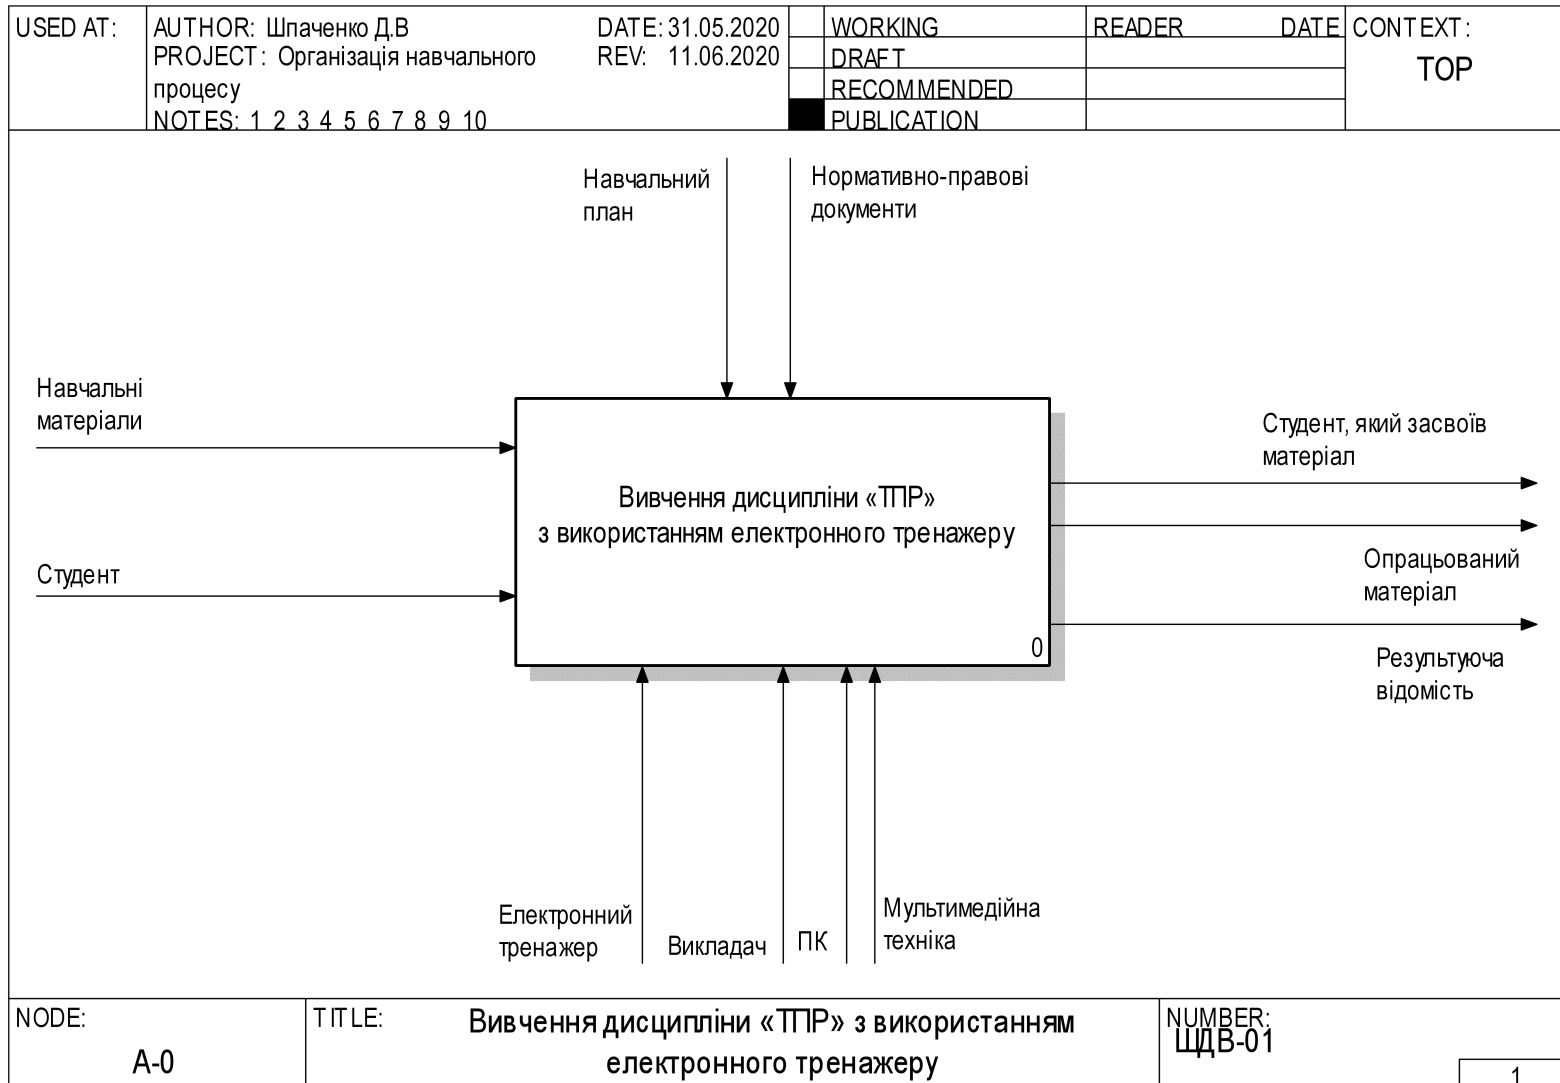 USED AT:
AUTHOR: Шпаченко Д.В
DATE: 31.05.2020
PROJECT: Організація навчального
процесу
REV: 11.06.2020
NOTES: 1 2 3 4 5 6 7 8 9 10
WORKING
DRAFT
RECOMMENDED
PUBLICATION
READER
DATE
CONTEXT:
TOP
Навчальний
план
Нормативно-правові
документи
Навчальні
матеріали
Студент
Вивчення дисципліни «ТПР»
з використанням електронного тренажеру
0
Студент, який засвоїв
матеріал
Опрацьований
матеріал
Результуюча
відомість
Електронний
тренажер
Викладач
ПК
Мультимедійна
техніка
NODE:
A-0
TITLE:
Вивчення дисципліни «ТПР» з використанням
електронного тренажеру
NUMBER:
ШДВ-01
1